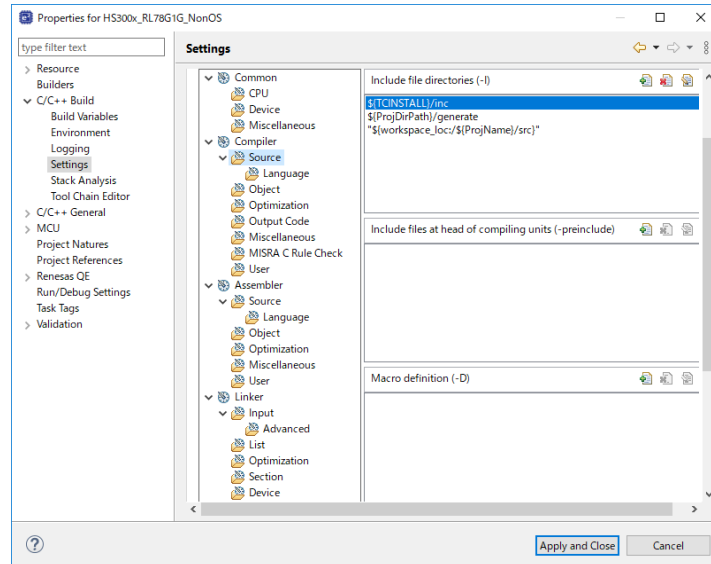 Properties for HS300x_RL78G1G_NonOS
type filter text
Resource
Builders
C/C++ Build
Build Variables
Environment
Logging
Settings
Stack Analysis
Tool Chain Editor
C/C++ General
MCU
Project Natures
Project References
Renesas QE
Run/Debug Settings
Task Tags
Validation
Settings
Common
CPU
Device
Miscellaneous
Compiler
Source
Language
Object
Optimization
Output Code
Miscellaneous
MISRA C Rule Check
User
Assembler
Source
Language
Object
Optimization
Miscellaneous
User
Linker
Input
Advanced
List
Optimization
Section
Device
Include file directories (-I)
${TCINSTALL}/inc
${ProjDirPath}/generate
"${workspace_loc:/${ProjName}/src}"
Include files at head of compiling units (-preinclude)
Macro definition (-D)
Apply and Close
Cancel